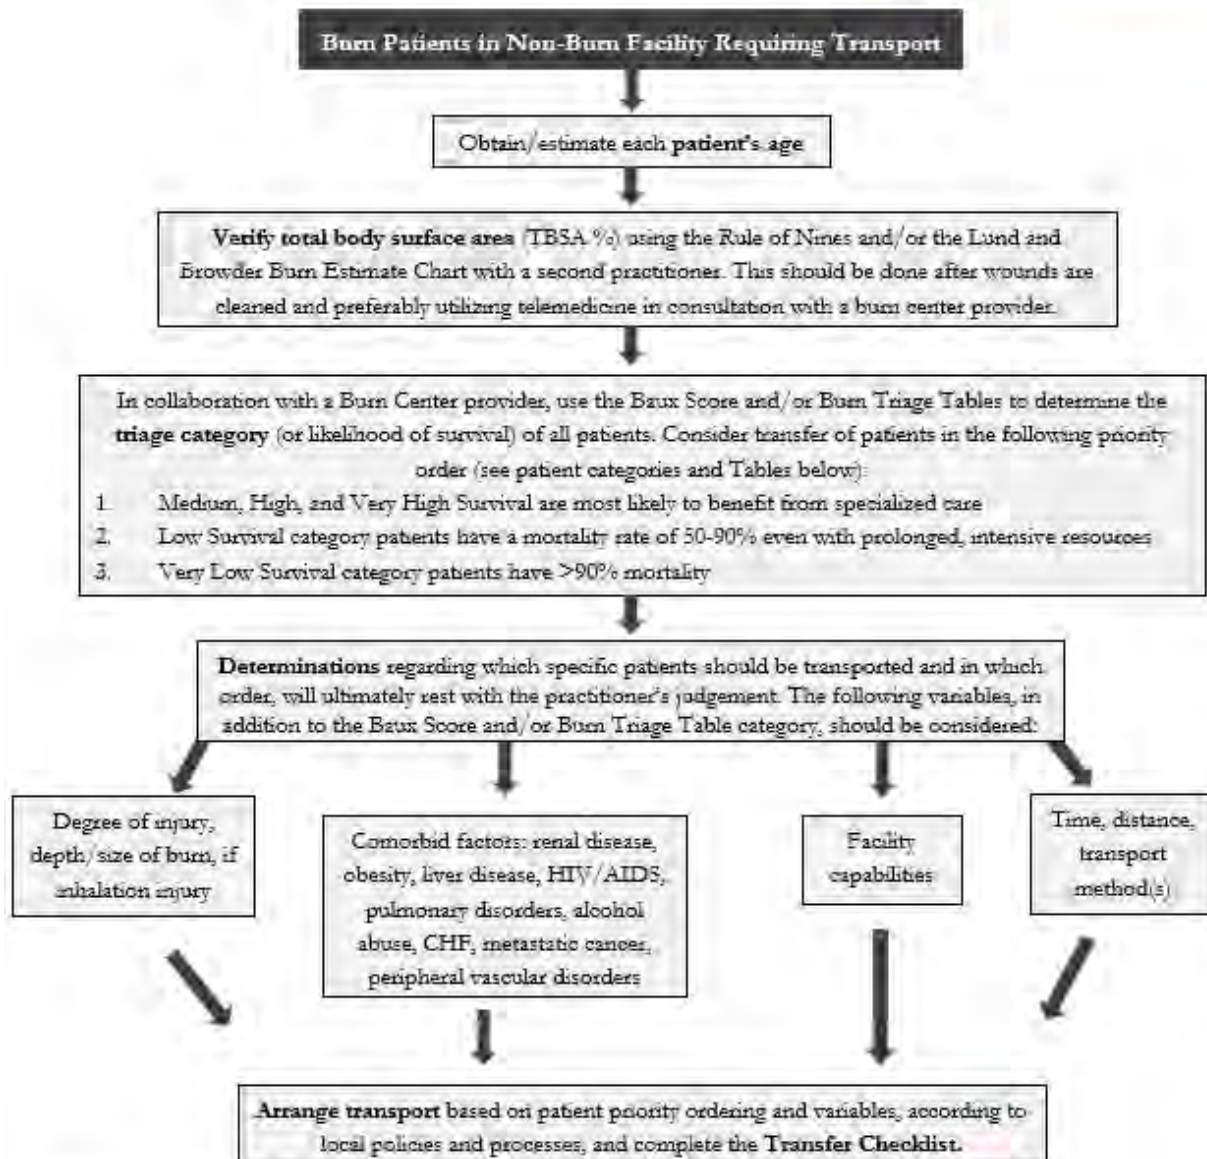 Burn Patients in Non-Burn Facility Requiring Transport
Obtain/estimate each patient's age
Verify total body surface area (TBSA %) using the Rule of Nines and/or the Lund and
Browder Burn Estimate Chart with a second practitioner. This should be done after wounds are
cleaned and preferably utilizing telemedicine in consultation with a burn center provider.
In collaboration with a Burn Center provider, use the Baux Score and/or Burn Triage Tables to determine the
triage category (or likelihood of survival) of all patients. Consider transfer of patients in the following priority
order (see patient categories and Tables below)
1. Medium, High, and Very High Survival are most likely to benefit from specialized care
2. Low Survival category patients have a mortality rate of 50-90% even with prolonged, intensive resources
3. Very Low Survival category patients have >90% mortality
Determinations regarding which specific patients should be transported and in which
order, will ultimately rest with the practitioner's judgement. The following variables, in
addition to the Baux Score and/or Burn Triage Table category, should be considered:
Degree of injury,
depth/size of burn, if
inhalation injury
Comorbid factors: renal disease,
obesity, liver disease, HIV/AIDS,
pulmonary disorders, alcohol
abuse, CHF, metastatic cancer,
peripheral vascular disorders
Facility
capabilities
Time, distance,
transport
method(s)
Arrange transport based on patient priority ordering and variables, according to
local policies and processes, and complete the Transfer Checklist.